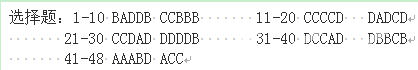 选择题：1-10 BADDB CCBBB 11-20 CCCCD DADCD
21-30 CCDAD DDDDB 31-40 DCCAD DBBCB
41-48 AAABD ACC